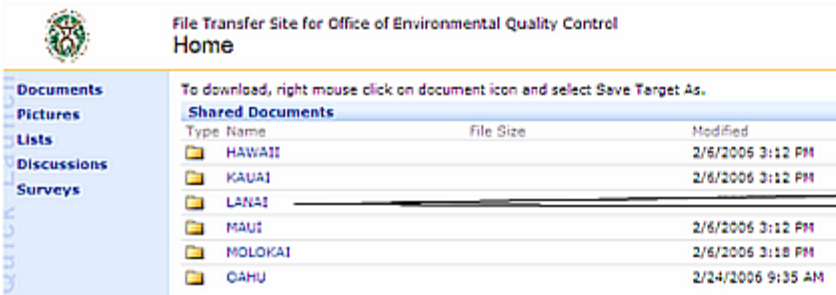 File Transfer Site for Office of Environmental Quality Control
Home
Documents
Pictures
Lists
Discussions
Surveys
Quick Launch
To download, right mouse click on document icon and select Save Target As.
Shared Documents
Type Name File Size Modified
HAWAII 2/6/2006 3:12 PM
KAUAI 2/6/2006 3:12 PM
LANAI
MAUI 2/6/2006 3:12 PM
MOLOKAI 2/6/2006 3:18 PM
OAHU 2/24/2006 9:35 AM